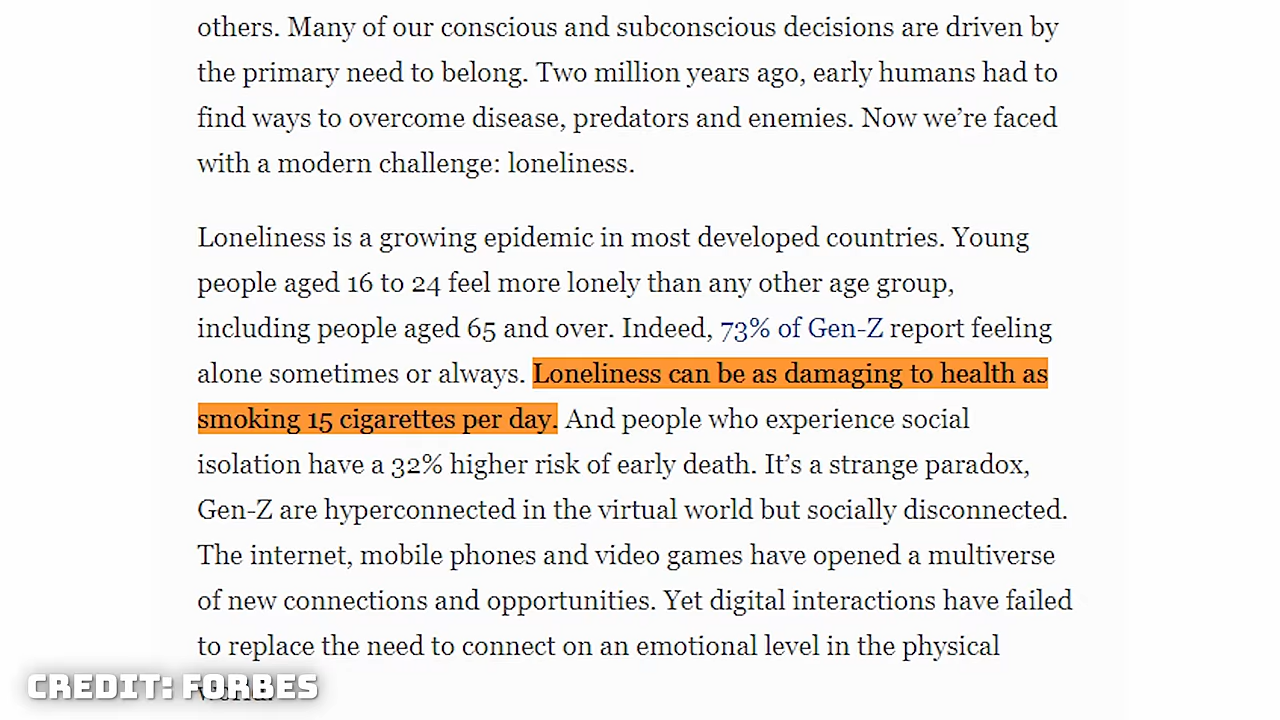 others. Many of our conscious and subconscious decisions are driven by
the primary need to belong. Two million years ago, early humans had to
find ways to overcome disease, predators and enemies. Now we’re faced
with a modern challenge: loneliness.
Loneliness is a growing epidemic in most developed countries. Young
people aged 16 to 24 feel more lonely than any other age group,
including people aged 65 and over. Indeed, 73% of Gen-Z report feeling
alone sometimes or always. Loneliness can be as damaging to health as
smoking 15 cigarettes per day. And people who experience social
isolation have a 32% higher risk of early death. It’s a strange paradox,
Gen-Z are hyperconnected in the virtual world but socially disconnected.
The internet, mobile phones and video games have opened a multiverse
of new connections and opportunities. Yet digital interactions have failed
to replace the need to connect on an emotional level in the physical
CREDIT: FORBES